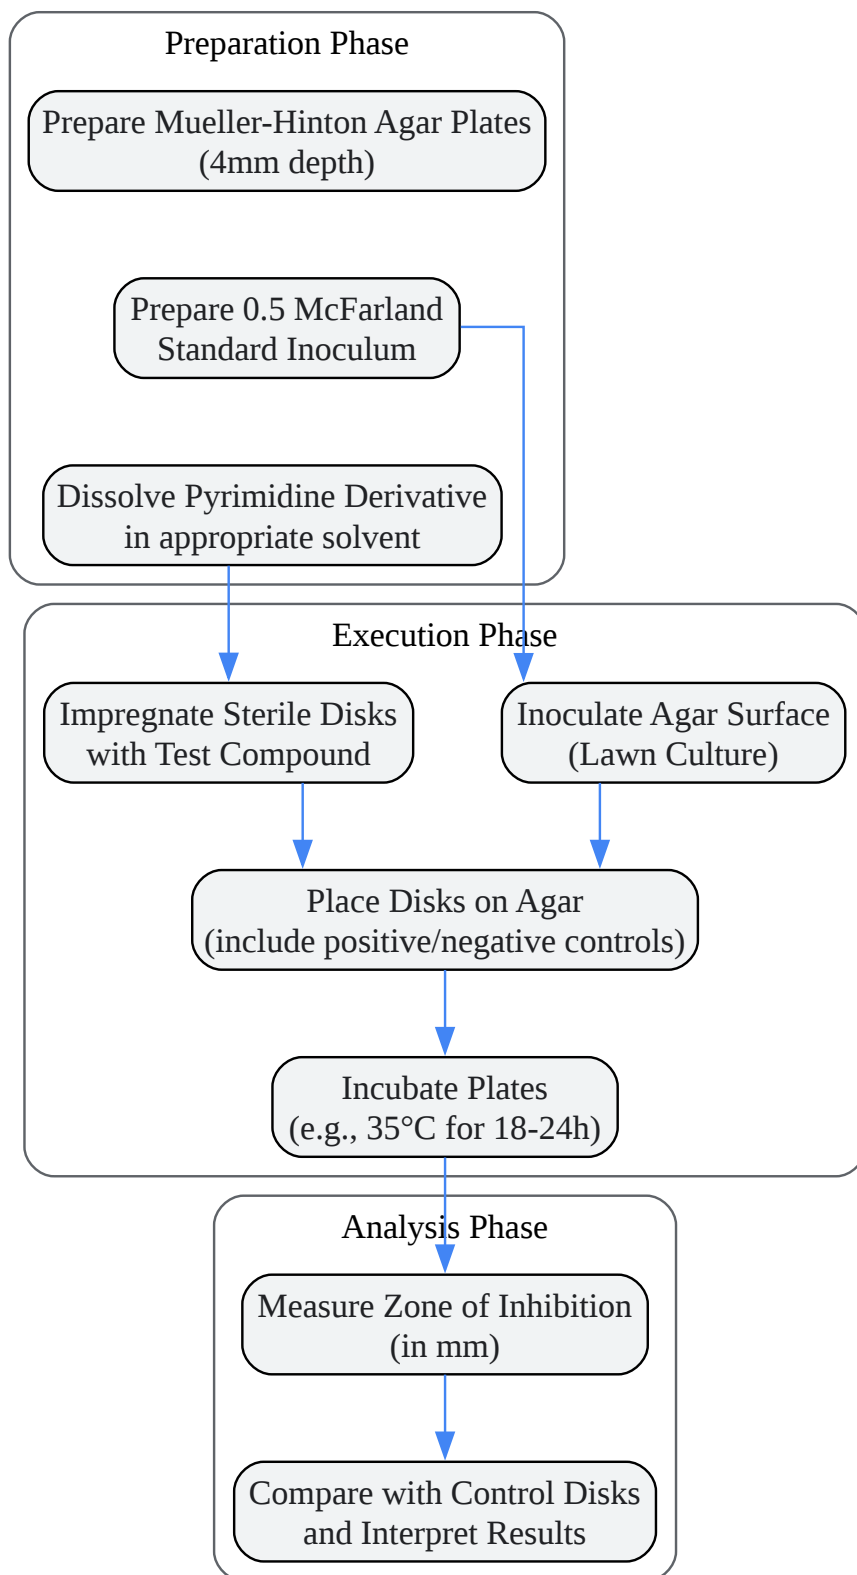 Preparation Phase
Prepare Mueller-Hinton Agar Plates
(4mm depth)
Prepare 0.5 McFarland
Standard Inoculum
Dissolve Pyrimidine Derivative
in appropriate solvent
Execution Phase
Impregnate Sterile Disks
with Test Compound
Inoculate Agar Surface
(Lawn Culture)
Place Disks on Agar
(include positive/negative controls)
Incubate Plates
(e.g., 35°C for 18-24h)
Analysis Phase
Measure Zone of Inhibition
(in mm)
Compare with Control Disks
and Interpret Results